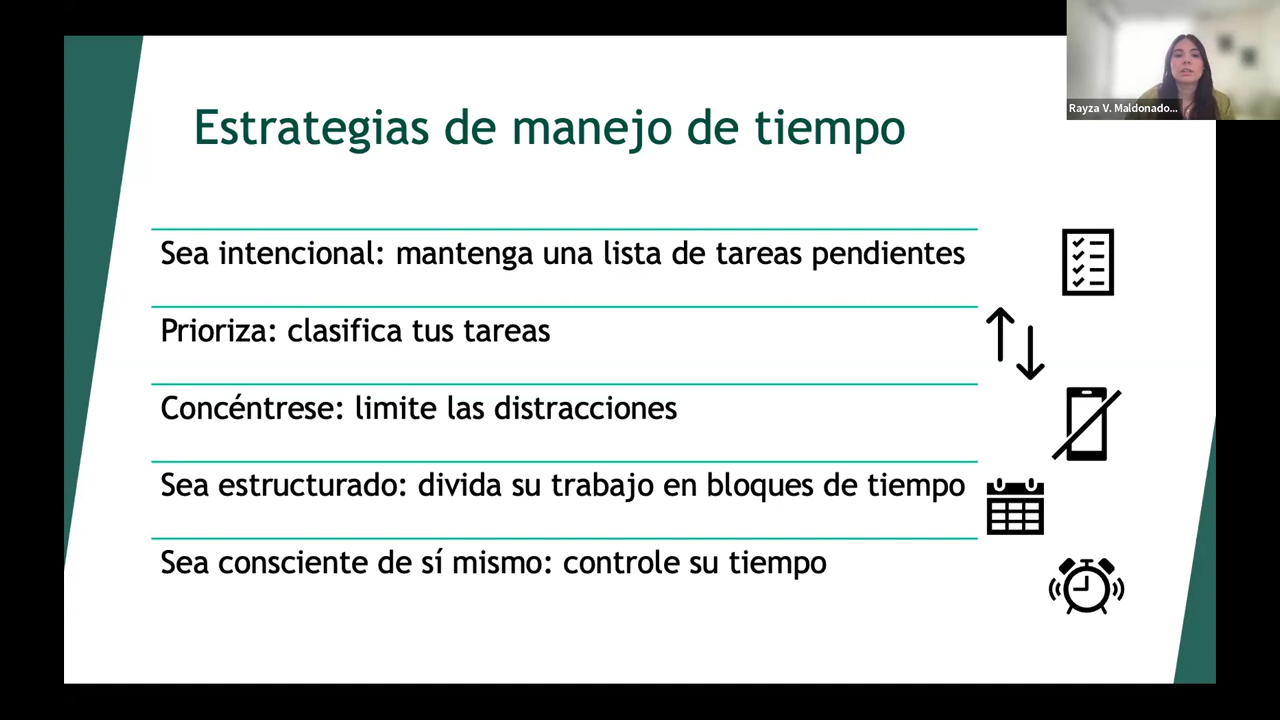 Rayza V. Maldonado...
Estrategias de manejo de tiempo
Sea intencional: mantenga una lista de tareas pendientes
Prioriza: clasifica tus tareas
Concéntrese: limite las distracciones
Sea estructurado: divida su trabajo en bloques de tiempo
Sea consciente de sí mismo: controle su tiempo